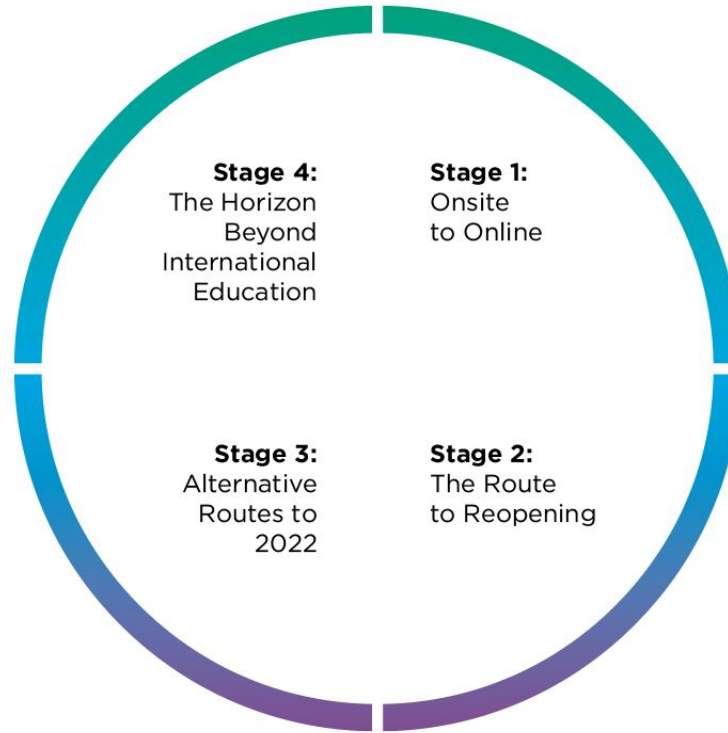 Stage 1:
Onsite
to Online
Stage 2:
The Route
to Reopening
Stage 3:
Alternative
Routes to
2022
Stage 4:
The Horizon
Beyond
International
Education